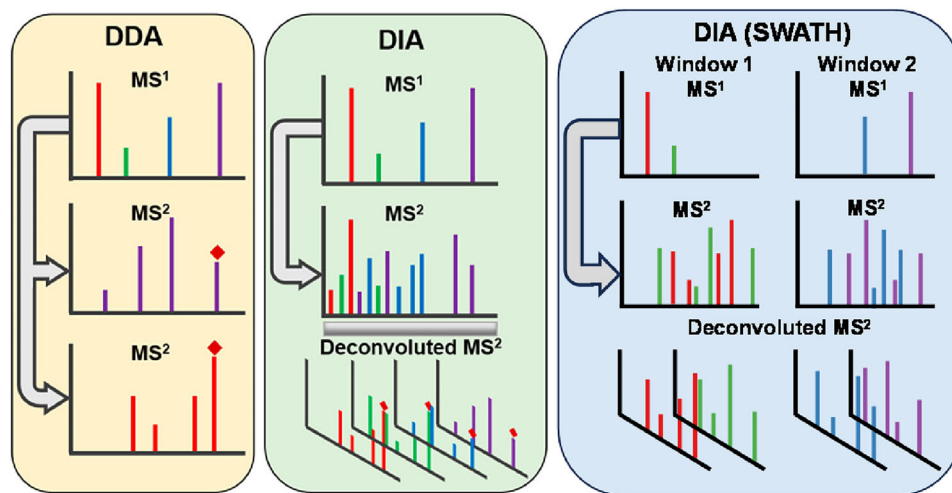 DDA
MS¹
MS²
MS²
DIA
MS¹
MS²
Deconvoluted MS²
DIA (SWATH)
Window 1
MS¹
Window 2
MS¹
MS²
MS²
Deconvoluted MS²